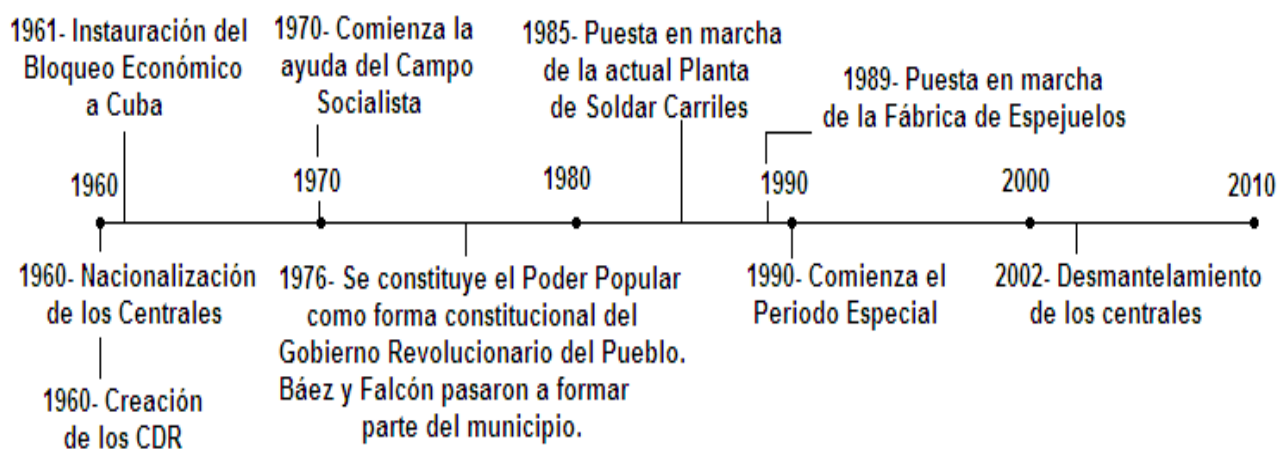 1961- Instauración del
Bloqueo Económico
a Cuba
1970- Comienza la
ayuda del Campo
Socialista
1985- Puesta en marcha
de la actual Planta
de Soldar Carriles
1989- Puesta en marcha
de la Fábrica de Espejuelos
1960
1970
1980
1990
2000
2010
1960- Nacionalización
de los Centrales
1960- Creación
de los CDR
1976- Se constituye el Poder Popular
como forma constitucional del
Gobierno Revolucionario del Pueblo.
Báez y Falcón pasaron a formar
parte del municipio.
1990- Comienza el
Periodo Especial
2002- Desmantelamiento
de los centrales